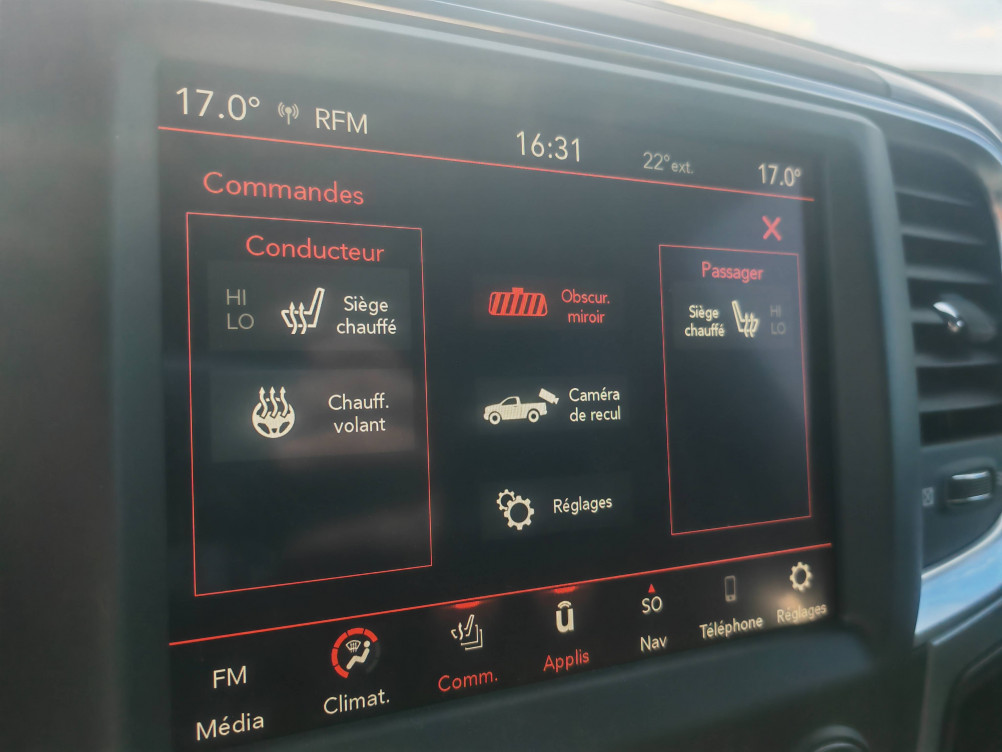 17.0° RFM 16:31 22°ext. 17.0°
Commandes
X
Conducteur
HI
LO
Siège
chauffé
Chauff.
volant
Obscur.
miroir
Caméra
de recul
Réglages
Passager
Siège
chauffé
HI
LO
FM
Média
Climat.
Comm.
Applis
SO
Nav
Téléphone
Réglages